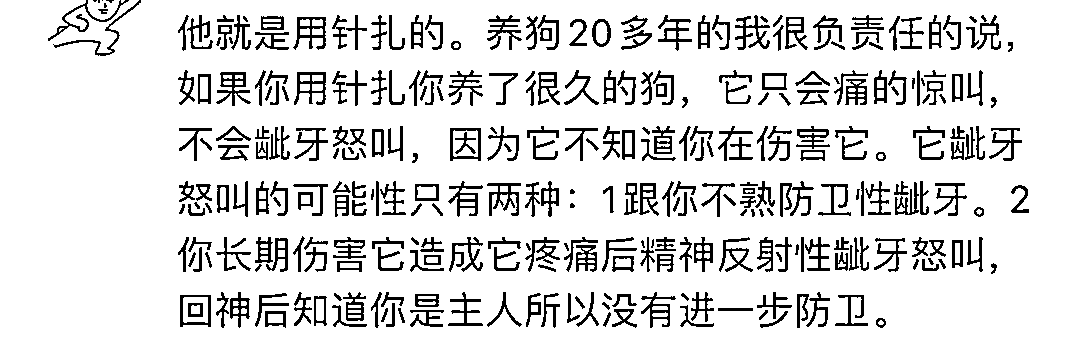 他就是用针扎的。养狗20多年的我很负责任的说，
如果你用针扎你养了很久的狗，它只会痛的惊叫，
不会龇牙怒叫，因为它不知道你在伤害它。它龇牙
怒叫的可能性只有两种：1跟你不熟防卫性龇牙。2
你长期伤害它造成它疼痛后精神反射性龇牙怒叫，
回神后知道你是主人所以没有进一步防卫。